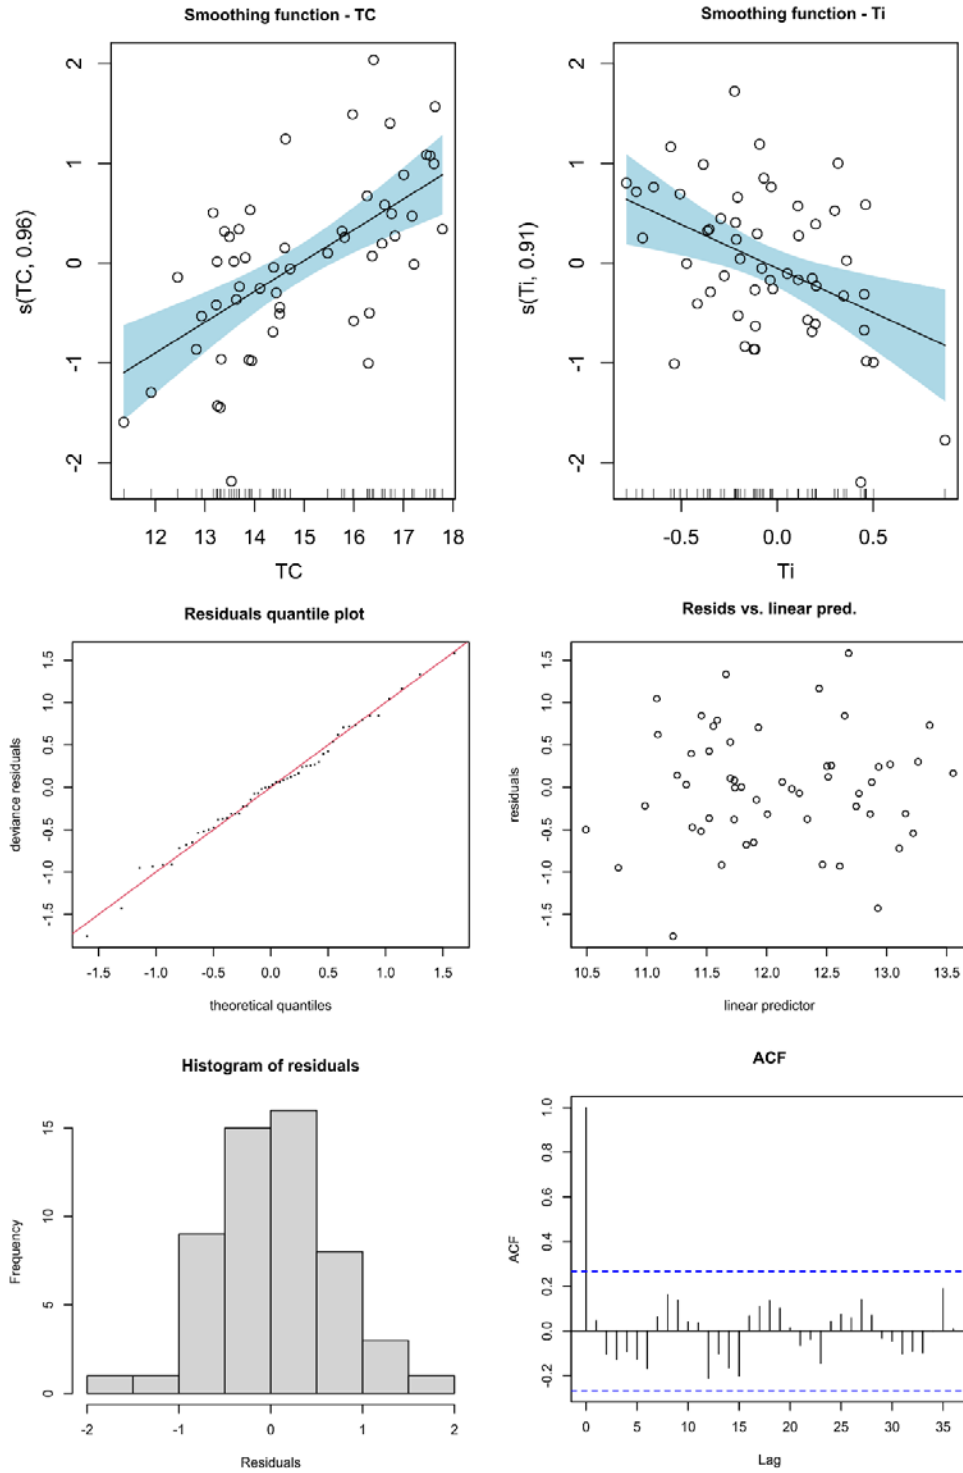 Smoothing function - TC
s(TC, 0.96)
2
1
0
-1
-2
12 13 14 15 16 17 18
TC
Smoothing function - Ti
s(Ti, 0.91)
2
1
0
-1
-2
-0.5 0.0 0.5
Ti
Residuals quantile plot
deviance residuals
1.5
1.0
0.5
0.0
-0.5
-1.0
-1.5
-1.5 -1.0 -0.5 0.0 0.5 1.0 1.5
theoretical quantiles
Resids vs. linear pred.
residuals
1.5
1.0
0.5
0.0
-0.5
-1.0
-1.5
10.5 11.0 11.5 12.0 12.5 13.0 13.5
linear predictor
Histogram of residuals
Frequency
15
10
5
0
-2 -1 0 1 2
Residuals
ACF
ACF
1.0
0.8
0.6
0.4
0.2
0.0
-0.2
0 5 10 15 20 25 30 35
Lag